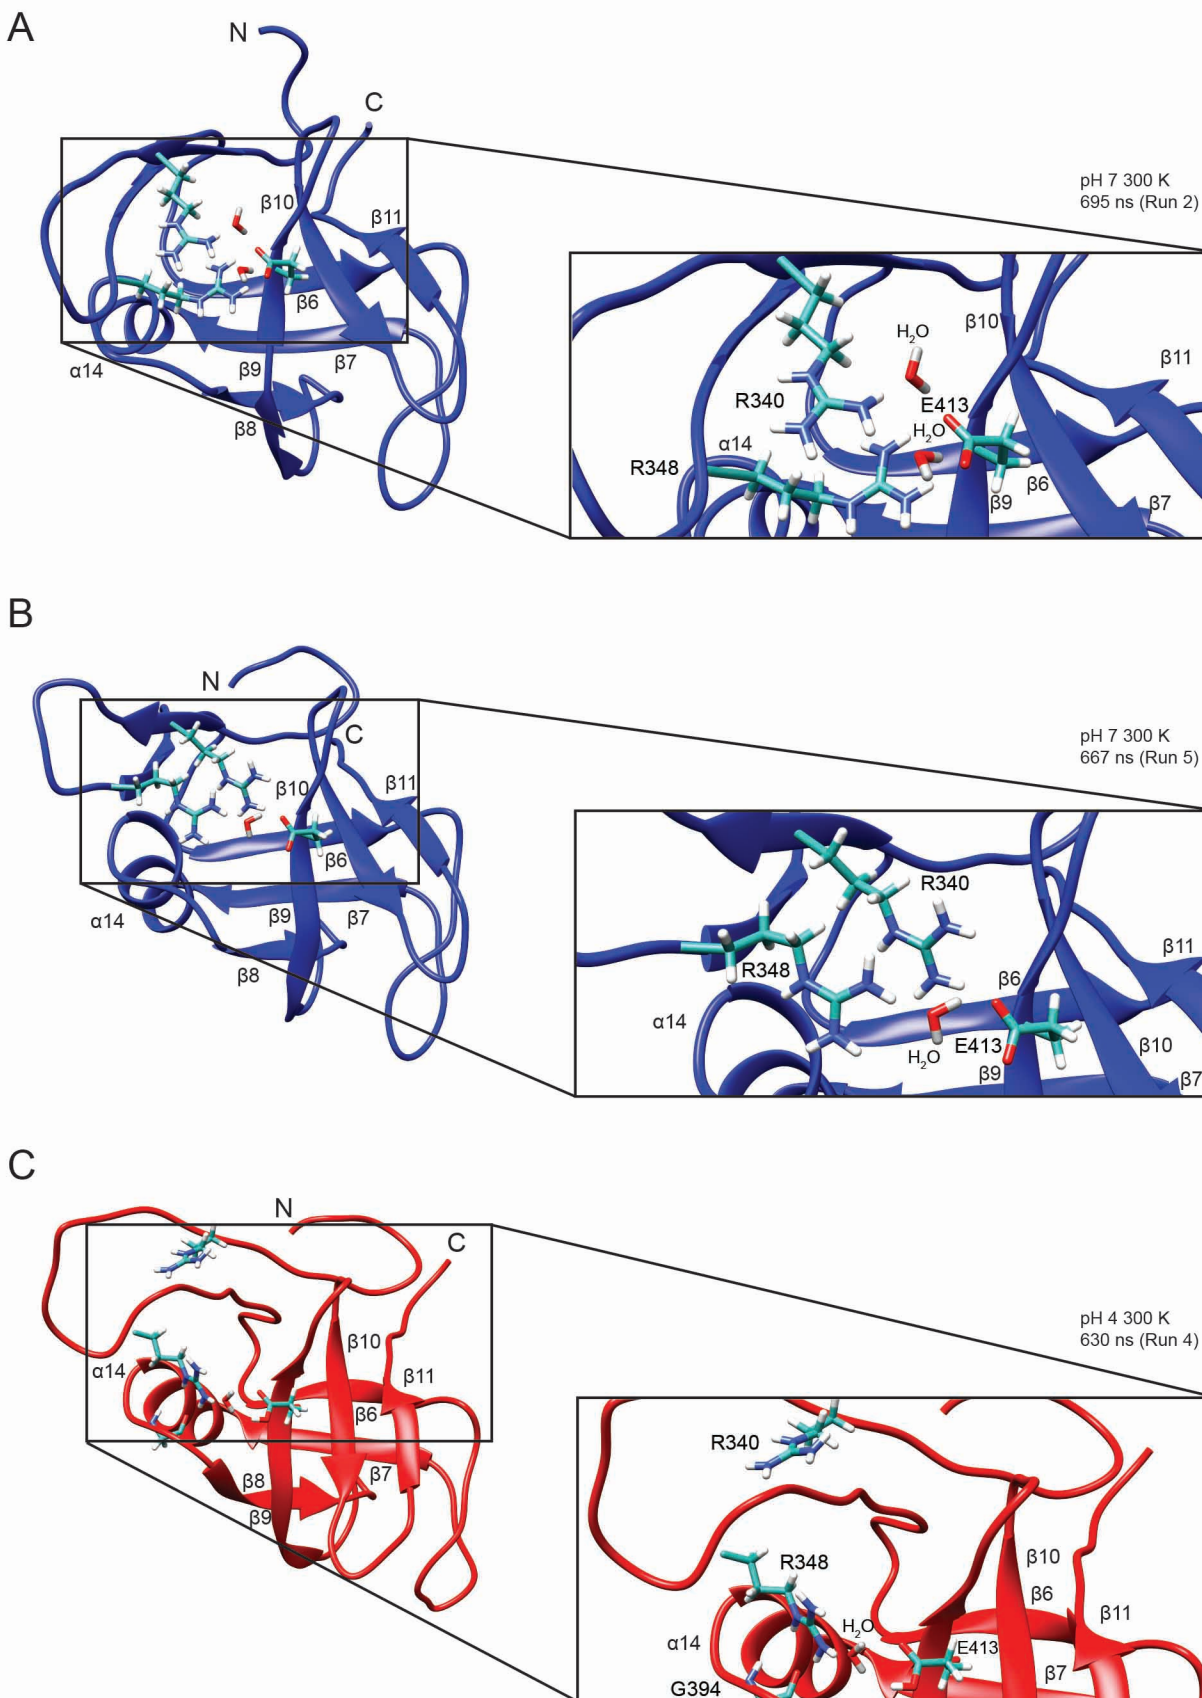 A
N
C
β10
β11
β6
β9
β7
α14
β8
pH 7 300 K
695 ns (Run 2)
H₂O
β10
β11
R340
E413
H₂O
α14
R348
β6
β9
β7
B
N
C
β11
β10
β6
β9
β7
α14
β8
pH 7 300 K
667 ns (Run 5)
R340
β11
R348
β6
α14
H₂O
E413
β10
β9
β7
C
N
C
β10
α14
β11
β6
β8
β7
β9
pH 4 300 K
630 ns (Run 4)
R340
β10
R348
β6
β11
H₂O
α14
E413
β7
G394